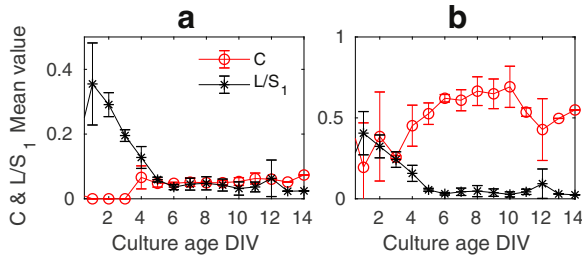 a
b
C & L/S1 Mean value
0.4
0.2
0
C
L/S1
2 4 6 8 10 12 14
Culture age DIV
1
0.5
0
2 4 6 8 10 12 14
Culture age DIV